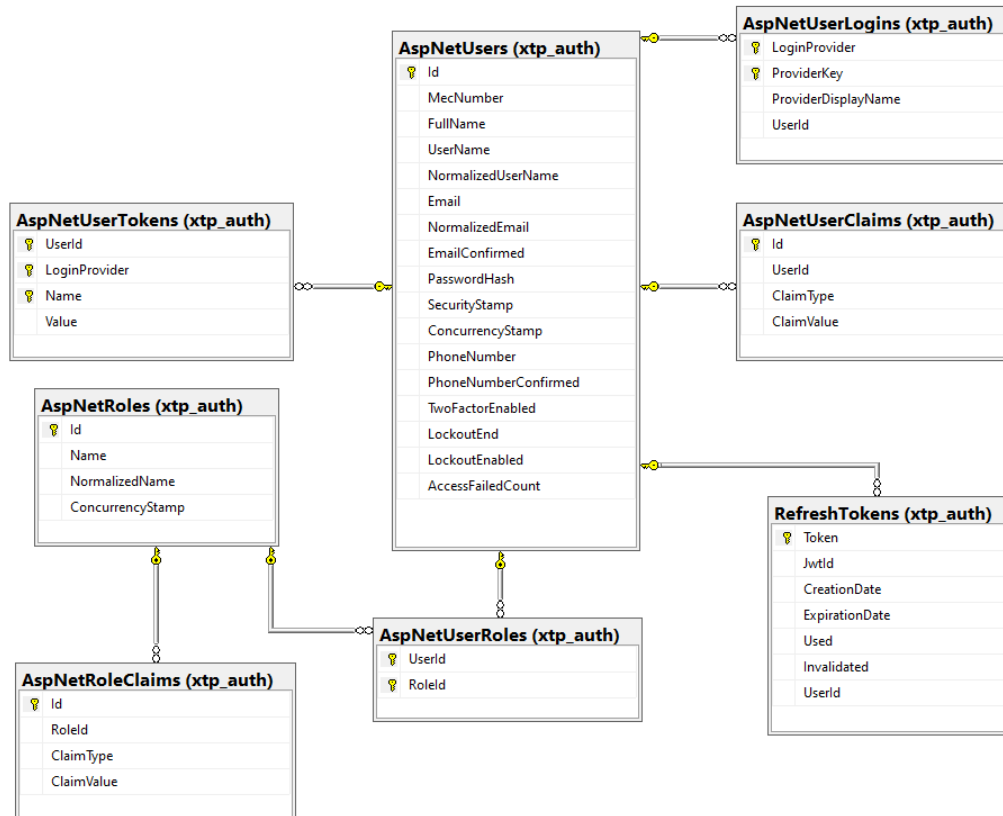 AspNetUsers (xtp_auth)
Id
MecNumber
FullName
UserName
NormalizedUserName
Email
NormalizedEmail
EmailConfirmed
PasswordHash
SecurityStamp
ConcurrencyStamp
PhoneNumber
PhoneNumberConfirmed
TwoFactorEnabled
LockoutEnd
LockoutEnabled
AccessFailedCount
AspNetUserLogins (xtp_auth)
LoginProvider
ProviderKey
ProviderDisplayName
UserId
AspNetUserTokens (xtp_auth)
UserId
LoginProvider
Name
Value
AspNetUserClaims (xtp_auth)
Id
UserId
ClaimType
ClaimValue
AspNetRoles (xtp_auth)
Id
Name
NormalizedName
ConcurrencyStamp
RefreshTokens (xtp_auth)
Token
JwtId
CreationDate
ExpirationDate
Used
Invalidated
UserId
AspNetUserRoles (xtp_auth)
UserId
RoleId
AspNetRoleClaims (xtp_auth)
Id
RoleId
ClaimType
ClaimValue